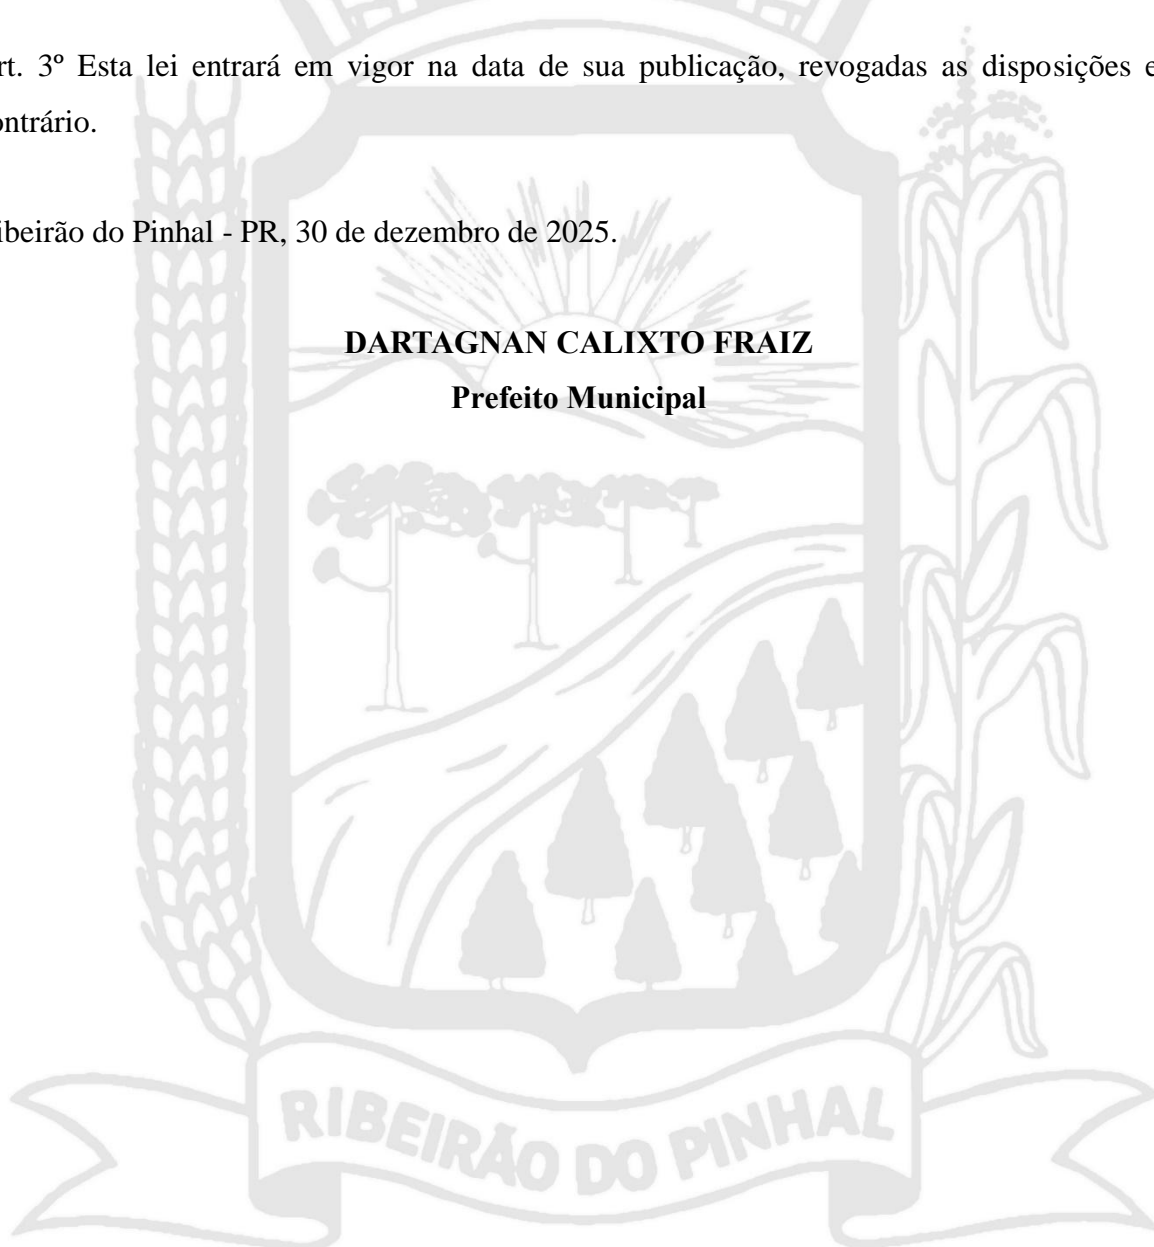 rt. 3º Esta lei entrará em vigor na data de sua publicação, revogadas as disposições e
ontrário.
ibeirão do Pinhal - PR, 30 de dezembro de 2025.
DARTAGNAN CALIXTO FRAIZ
Prefeito Municipal
RIBEIRÃO DO PINHAL